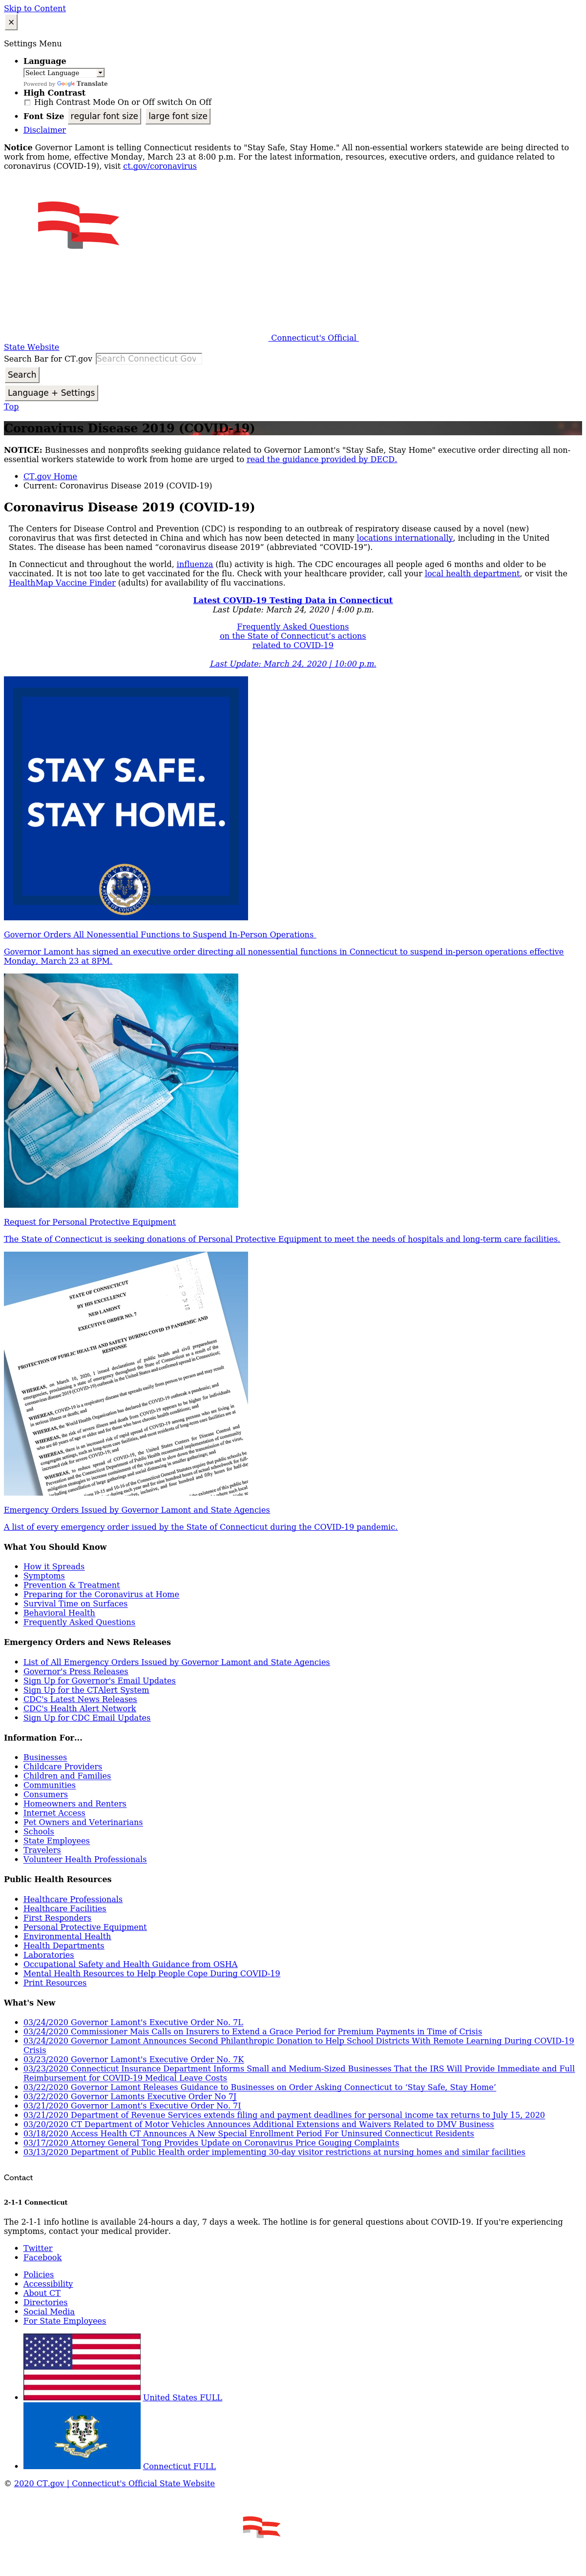 Skip to Content
×
Settings Menu
Language
Select Language
Powered by Google Translate
High Contrast
High Contrast Mode On or Off switch On Off
Font Size regular font size large font size
Disclaimer
Notice Governor Lamont is telling Connecticut residents to "Stay Safe, Stay Home." All non-essential workers statewide are being directed to
work from home, effective Monday, March 23 at 8:00 p.m. For the latest information, resources, executive orders, and guidance related to
coronavirus (COVID-19), visit ct.gov/coronavirus
Connecticut's Official
State Website
Search Bar for CT.gov Search Connecticut Gov
Search
Language + Settings
Top
Coronavirus Disease 2019 (COVID-19)
NOTICE: Businesses and nonprofits seeking guidance related to Governor Lamont's "Stay Safe, Stay Home" executive order directing all non-
essential workers statewide to work from home are urged to read the guidance provided by DECD.
CT.gov Home
Current: Coronavirus Disease 2019 (COVID-19)
Coronavirus Disease 2019 (COVID-19)
The Centers for Disease Control and Prevention (CDC) is responding to an outbreak of respiratory disease caused by a novel (new)
coronavirus that was first detected in China and which has now been detected in many locations internationally, including in the United
States. The disease has been named “coronavirus disease 2019” (abbreviated “COVID-19”).
In Connecticut and throughout the world, influenza (flu) activity is high. The CDC encourages all people aged 6 months and older to be
vaccinated. It is not too late to get vaccinated for the flu. Check with your healthcare provider, call your local health department, or visit the
HealthMap Vaccine Finder (adults) for availability of flu vaccinations.
Latest COVID-19 Testing Data in Connecticut
Last Update: March 24, 2020 | 4:00 p.m.
Frequently Asked Questions
on the State of Connecticut’s actions
related to COVID-19
Last Update: March 24, 2020 | 10:00 p.m.
STAY SAFE.
STAY HOME.
Governor Orders All Nonessential Functions to Suspend In-Person Operations
Governor Lamont has signed an executive order directing all nonessential functions in Connecticut to suspend in-person operations effective
Monday, March 23 at 8PM.
Request for Personal Protective Equipment
The State of Connecticut is seeking donations of Personal Protective Equipment to meet the needs of hospitals and long-term care facilities.
STATE OF CONNECTICUT
BY HIS EXCELLENCY
NED LAMONT
EXECUTIVE ORDER NO. 7
PROTECTION OF PUBLIC HEALTH AND SAFETY DURING COVID-19 PANDEMIC AND
RESPONSE
Emergency Orders Issued by Governor Lamont and State Agencies
A list of every emergency order issued by the State of Connecticut during the COVID-19 pandemic.
What You Should Know
How it Spreads
Symptoms
Prevention & Treatment
Preparing for the Coronavirus at Home
Survival Time on Surfaces
Behavioral Health
Frequently Asked Questions
Emergency Orders and News Releases
List of All Emergency Orders Issued by Governor Lamont and State Agencies
Governor's Press Releases
Sign Up for Governor's Email Updates
Sign Up for the CTAlert System
CDC's Latest News Releases
CDC's Health Alert Network
Sign Up for CDC Email Updates
Information For...
Businesses
Childcare Providers
Children and Families
Communities
Consumers
Homeowners and Renters
Internet Access
Pet Owners and Veterinarians
Schools
State Employees
Travelers
Volunteer Health Professionals
Public Health Resources
Healthcare Professionals
Healthcare Facilities
First Responders
Personal Protective Equipment
Environmental Health
Health Departments
Laboratories
Occupational Safety and Health Guidance from OSHA
Mental Health Resources to Help People Cope During COVID-19
Print Resources
What's New
03/24/2020 Governor Lamont's Executive Order No. 7L
03/24/2020 Commissioner Mais Calls on Insurers to Extend a Grace Period for Premium Payments in Time of Crisis
03/24/2020 Governor Lamont Announces Second Philanthropic Donation to Help School Districts With Remote Learning During COVID-19
Crisis
03/23/2020 Governor Lamont's Executive Order No. 7K
03/23/2020 Connecticut Insurance Department Informs Small and Medium-Sized Businesses That the IRS Will Provide Immediate and Full
Reimbursement for COVID-19 Medical Leave Costs
03/22/2020 Governor Lamont Releases Guidance to Businesses on Order Asking Connecticut to ‘Stay Safe, Stay Home’
03/22/2020 Governor Lamonts Executive Order No 7J
03/21/2020 Governor Lamont's Executive Order No. 7I
03/21/2020 Department of Revenue Services extends filing and payment deadlines for personal income tax returns to July 15, 2020
03/20/2020 CT Department of Motor Vehicles Announces Additional Extensions and Waivers Related to DMV Business
03/18/2020 Access Health CT Announces A New Special Enrollment Period For Uninsured Connecticut Residents
03/17/2020 Attorney General Tong Provides Update on Coronavirus Price Gouging Complaints
03/13/2020 Department of Public Health order implementing 30-day visitor restrictions at nursing homes and similar facilities
Contact
2-1-1 Connecticut
The 2-1-1 info hotline is available 24-hours a day, 7 days a week. The hotline is for general questions about COVID-19. If you're experiencing
symptoms, contact your medical provider.
Twitter
Facebook
Policies
Accessibility
About CT
Directories
Social Media
For State Employees
United States FULL
Connecticut FULL
© 2020 CT.gov | Connecticut's Official State Website